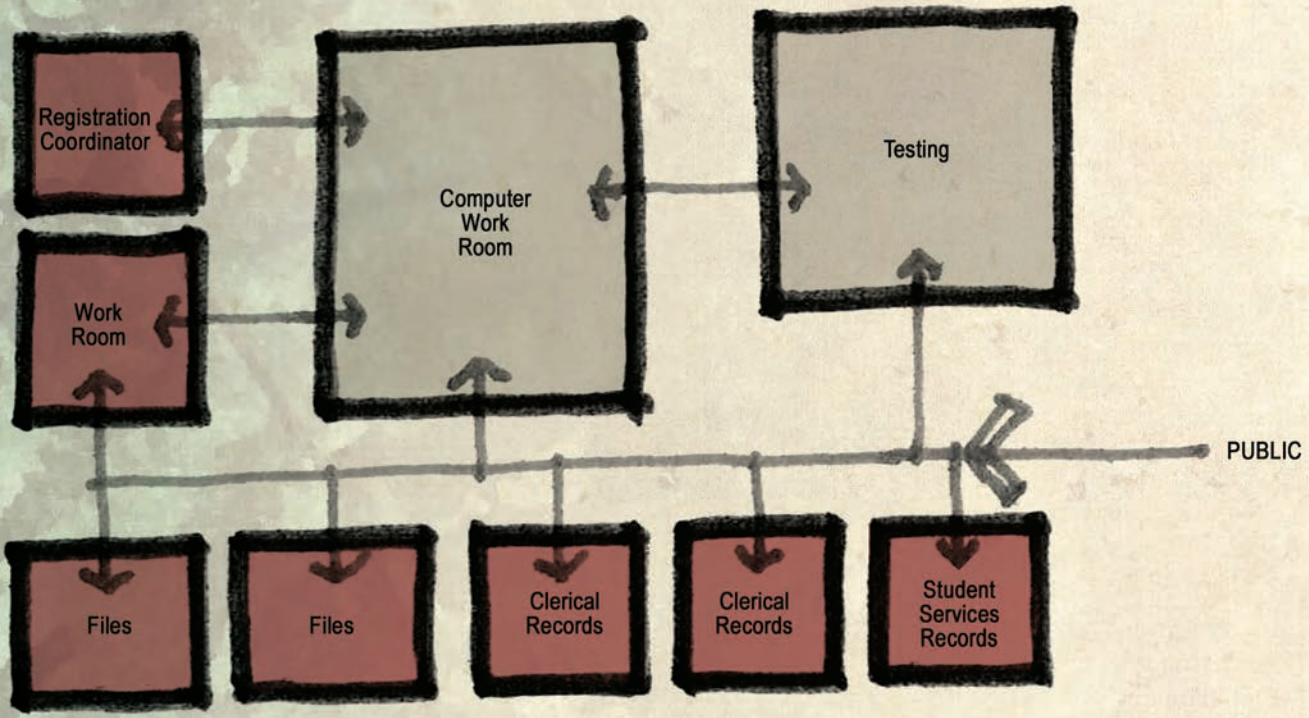 Registration
Coordinator
Computer
Work
Room
Testing
Work
Room
PUBLIC
Files
Files
Clerical
Records
Clerical
Records
Student
Services
Records